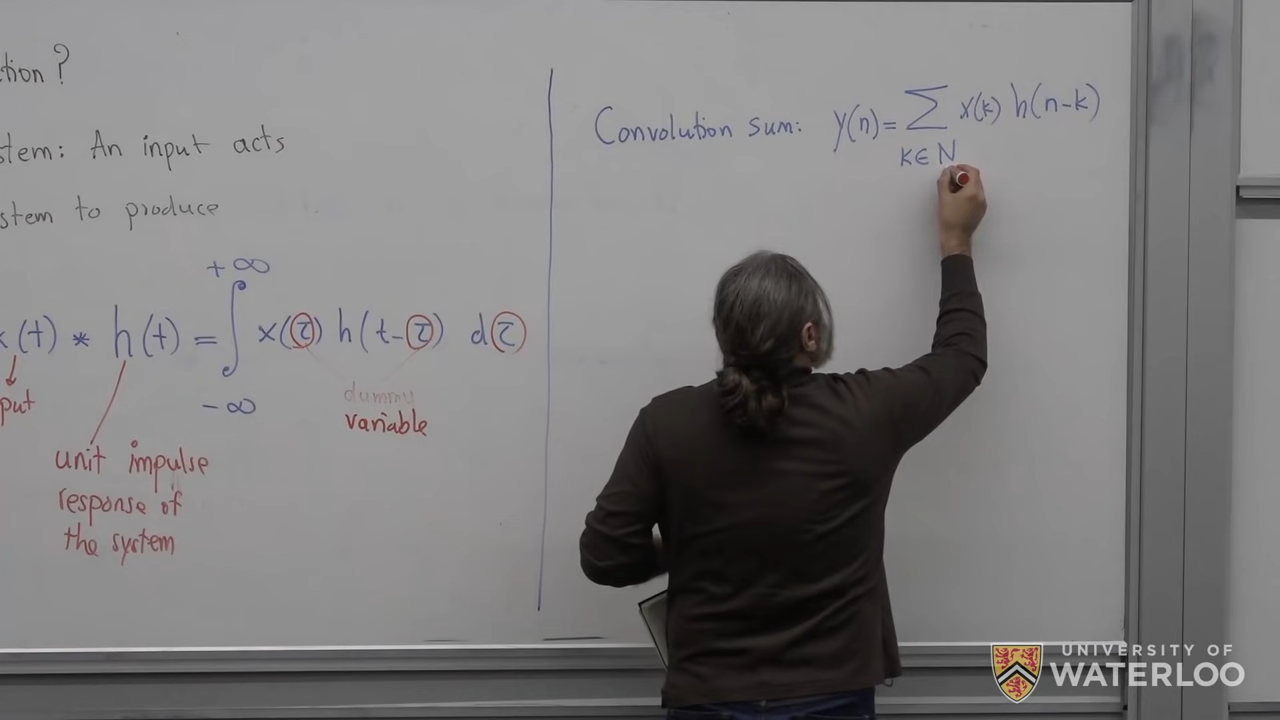 tion?
stem: An input acts
stem to produce
+∞
x(t) * h(t) = ∫ x(τ) h(t-τ) dτ
-∞
put
dummy
variable
unit impulse
response of
the system
Convolution sum: y(n) = ∑ x(k) h(n-k)
k∈N
UNIVERSITY OF
WATERLOO